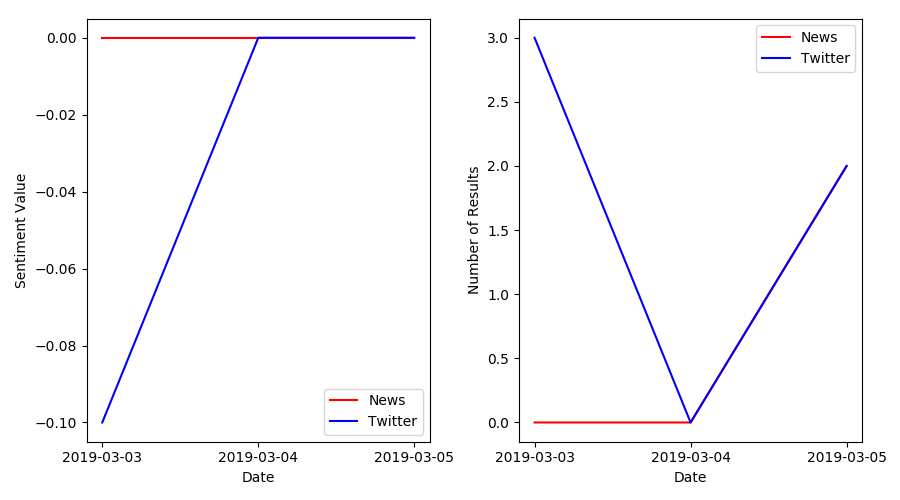 0.00
−0.02
−0.04
−0.06
−0.08
−0.10
Sentiment Value
2019-03-03
2019-03-04
2019-03-05
Date
News
Twitter
3.0
2.5
2.0
1.5
1.0
0.5
0.0
Number of Results
2019-03-03
2019-03-04
2019-03-05
Date
News
Twitter